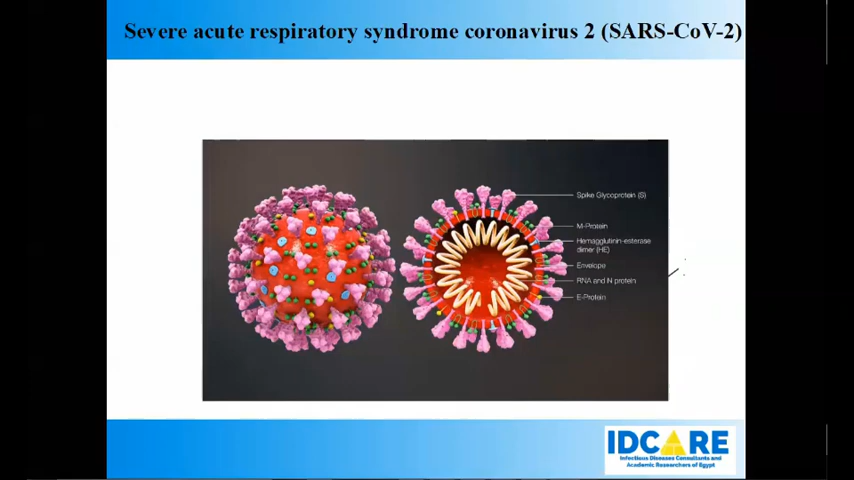 Severe acute respiratory syndrome coronavirus 2 (SARS-CoV-2)
Spike Glycoprotein (S)
M-Protein
Hemagglutinin-esterase
dimer (HE)
Envelope
RNA and N protein
E-Protein
IDCARE
Infectious Diseases Consultants and
Academic Researchers of Egypt